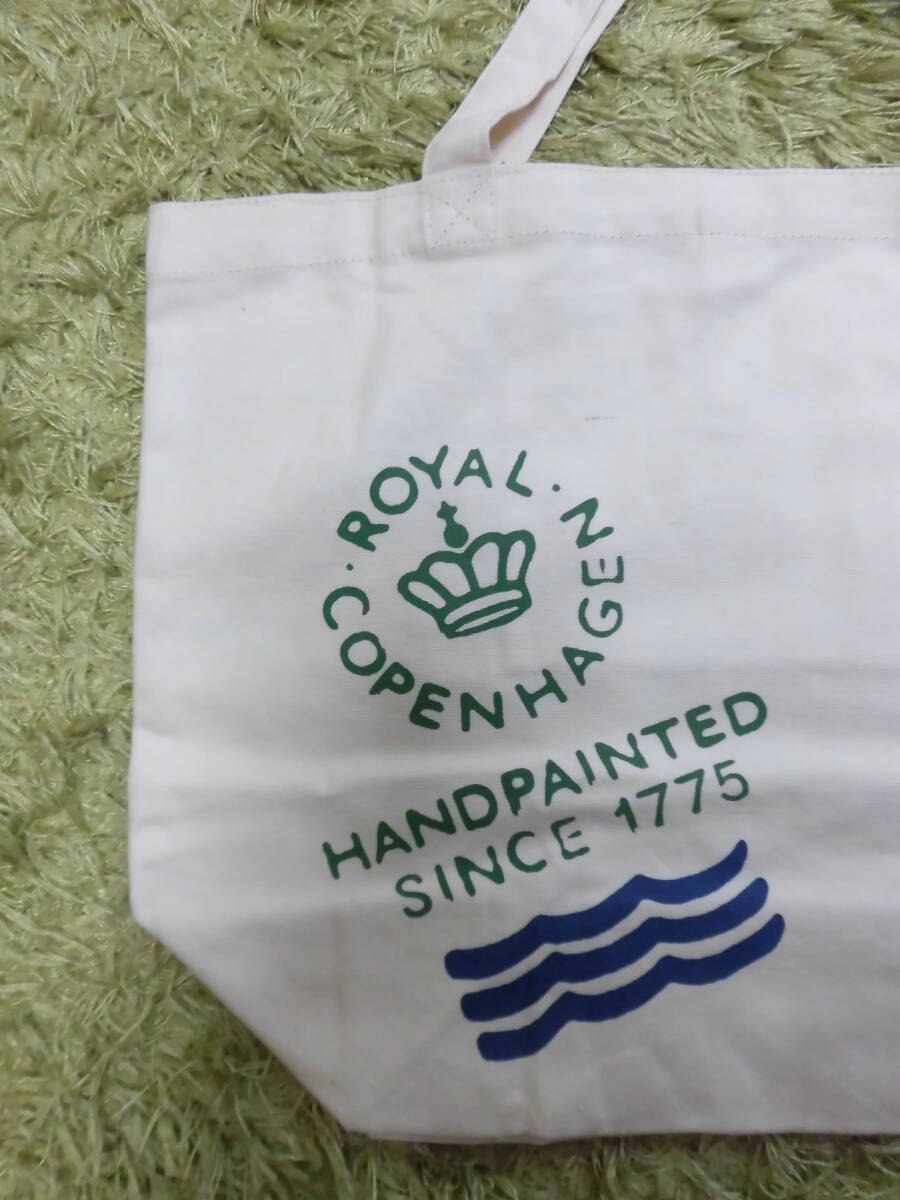 ·ROYAL·
COPENHAGEN
HANDPAINTED
SINCE 1775